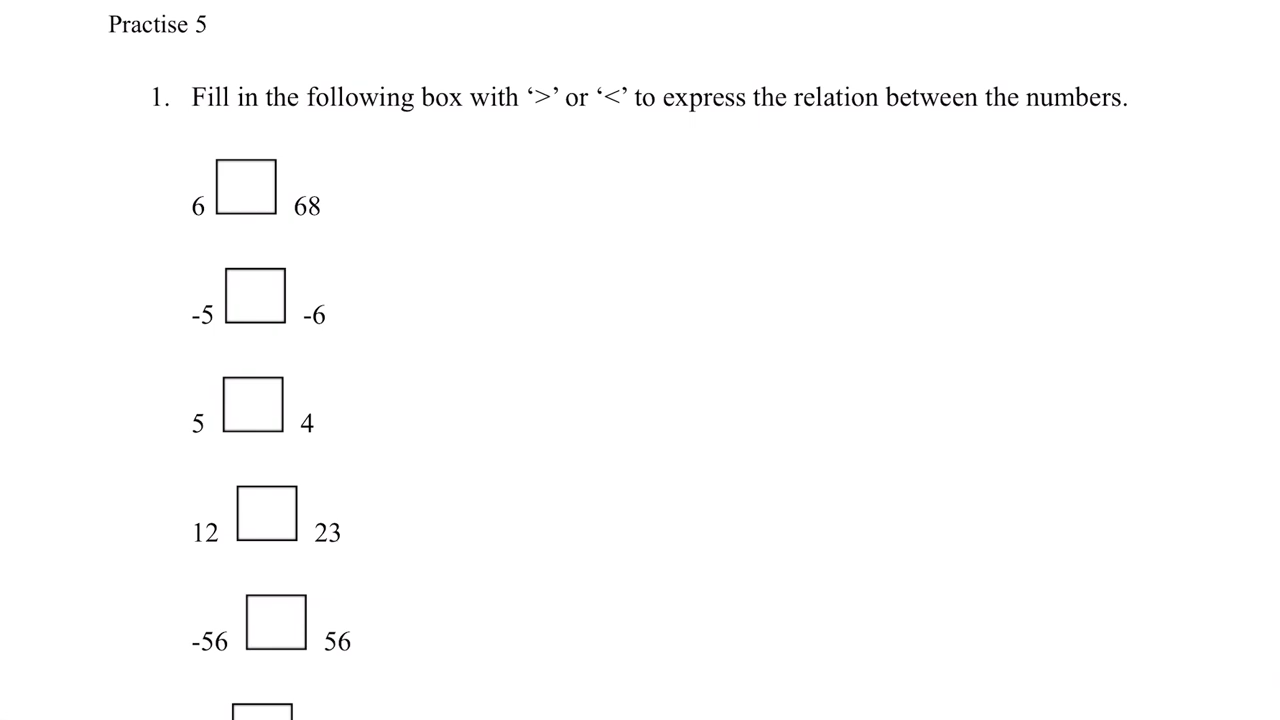 Practise 5
1. Fill in the following box with ‘>’ or ‘<’ to express the relation between the numbers.
6 68
-5 -6
5 4
12 23
-56 56